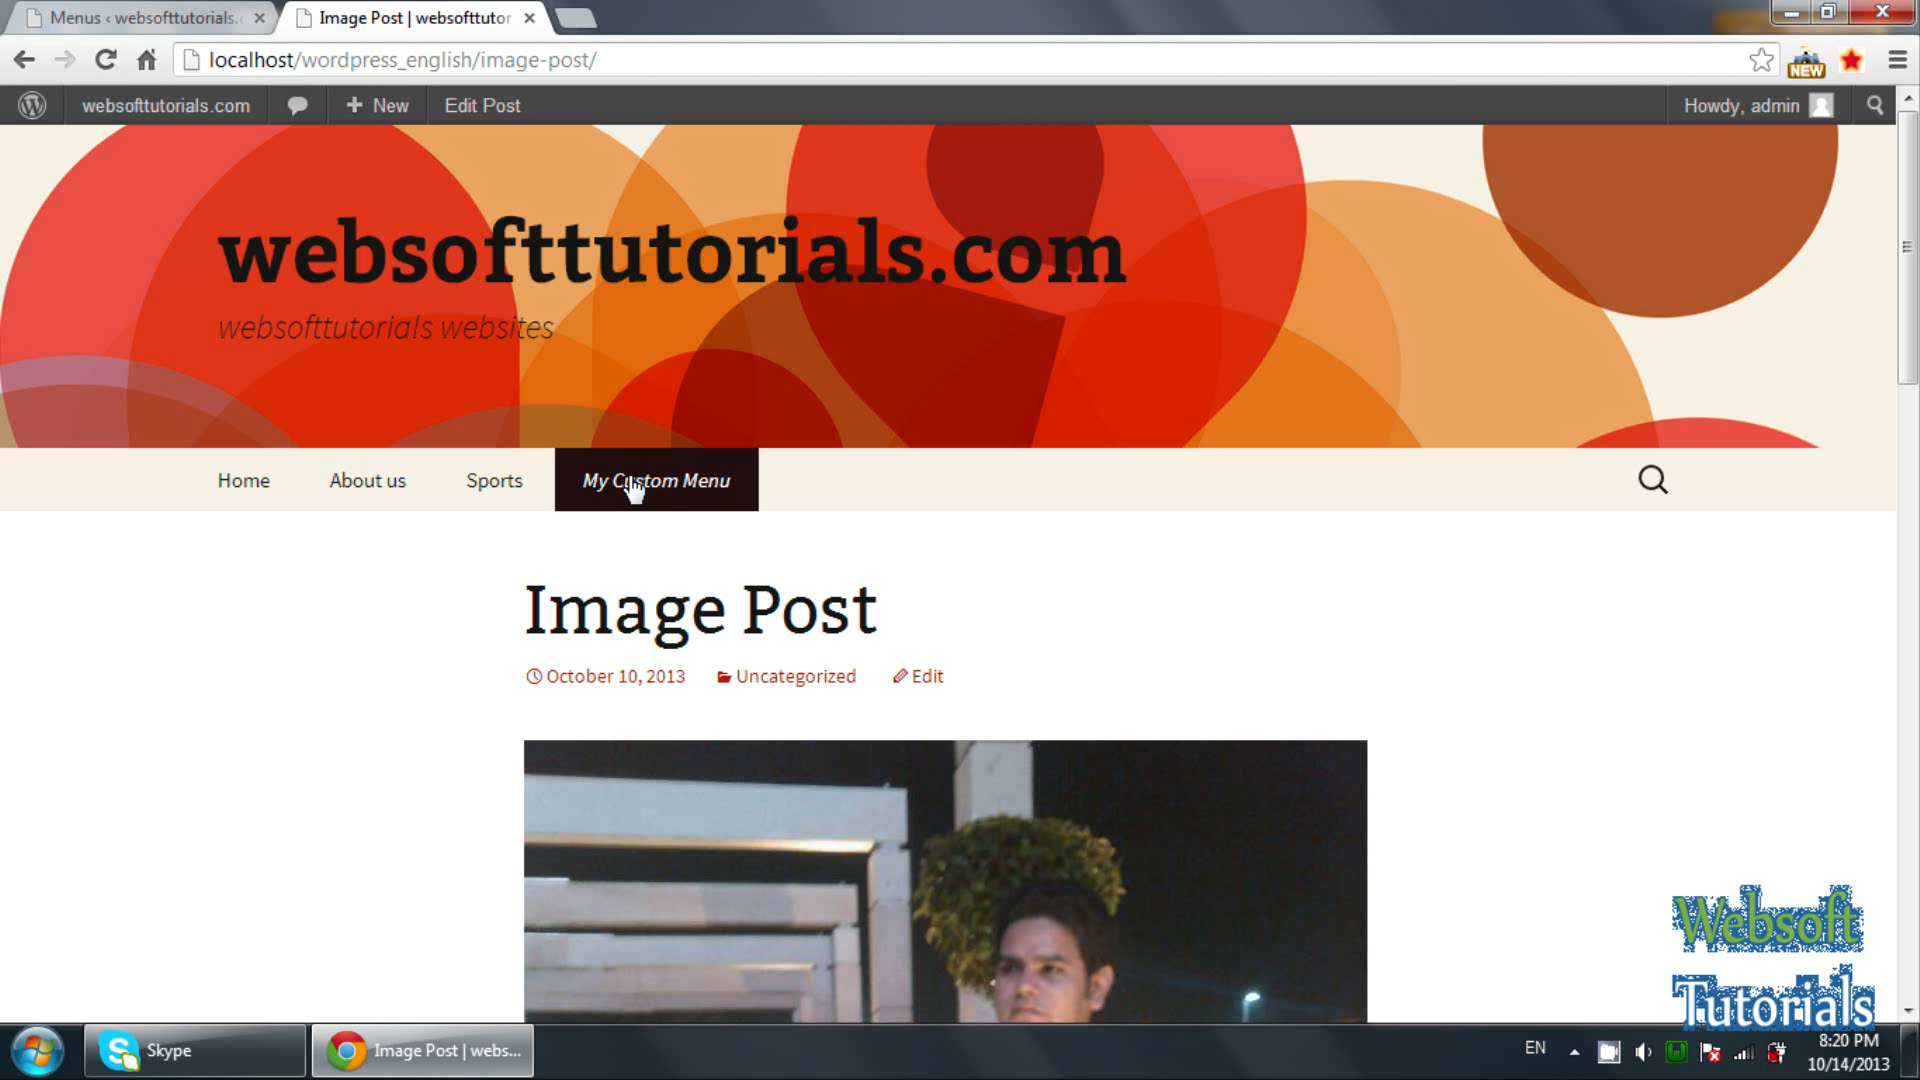 Menus ‹ websofttutorials.
Image Post | websofttutor
localhost/wordpress_english/image-post/
NEW
websofttutorials.com
New
Edit Post
Howdy, admin
websofttutorials.com
websofttutorials websites
Home
About us
Sports
My Custom Menu
Image Post
October 10, 2013
Uncategorized
Edit
Websoft
Tutorials
Skype
Image Post | webs...
EN
8:20 PM
10/14/2013